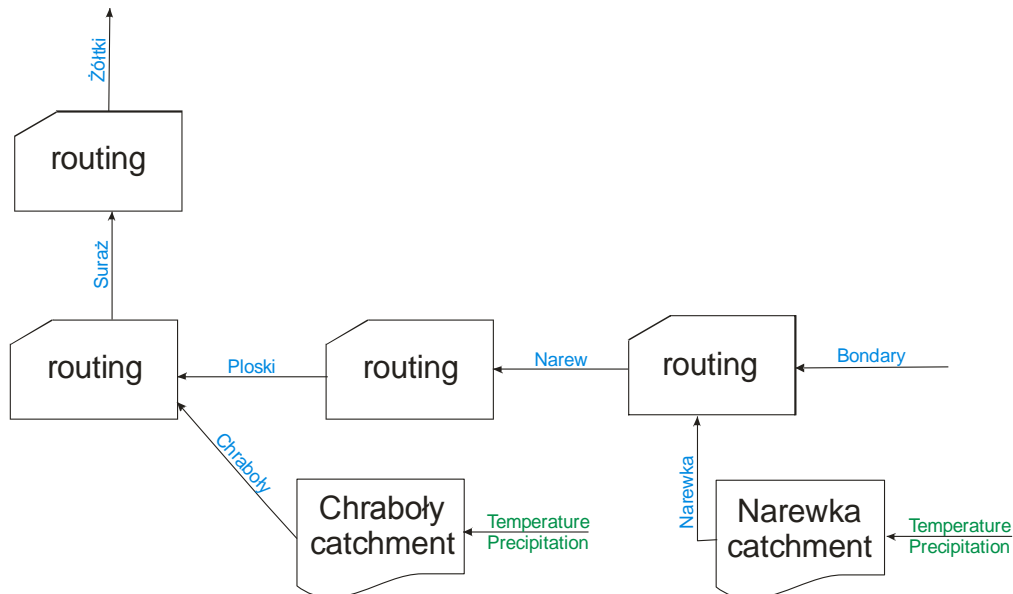 Żółtki
routing
Suraż
routing
Ploski
routing
Narew
routing
Bondary
Chraboły
Narewka
Chraboły
catchment
Temperature
Precipitation
Narewka
catchment
Temperature
Precipitation